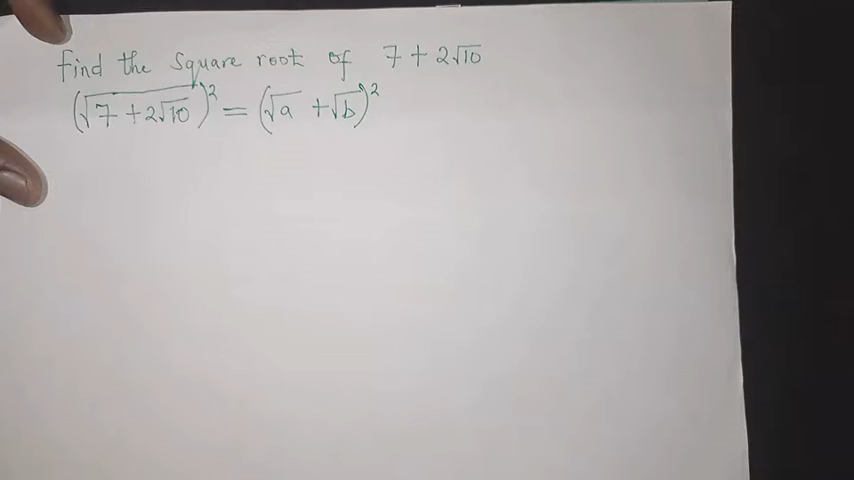 find the square root of 7 + 2√10
(√(7 + 2√10))² = (√a + √b)²